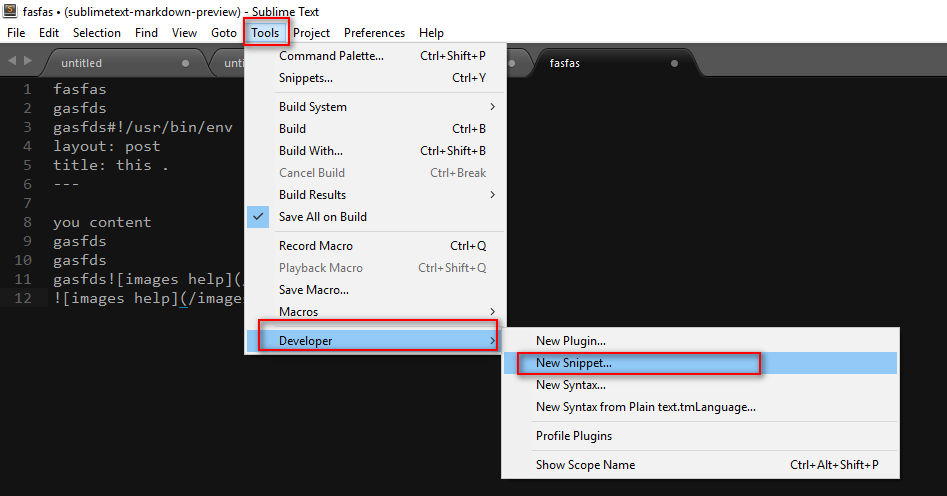 fasfas • (sublimetext-markdown-preview) - Sublime Text
File Edit Selection Find View Goto Tools Project Preferences Help
untitled fasfas
Command Palette... Ctrl+Shift+P
Snippets... Ctrl+Y
Build System
Build Ctrl+B
Build With... Ctrl+Shift+B
Cancel Build Ctrl+Break
Build Results
Save All on Build
Record Macro Ctrl+Q
Playback Macro Ctrl+Shift+Q
Save Macro...
Macros
Developer
New Plugin...
New Snippet...
New Syntax...
New Syntax from Plain text.tmLanguage...
Profile Plugins
Show Scope Name Ctrl+Alt+Shift+P
1 fasfas
2 gasfds
3 gasfds#!/usr/bin/env
4 layout: post
5 title: this .
6 ---
7
8 you content
9 gasfds
10 gasfds
11 gasfds![images help](/
12 ![images help](/images